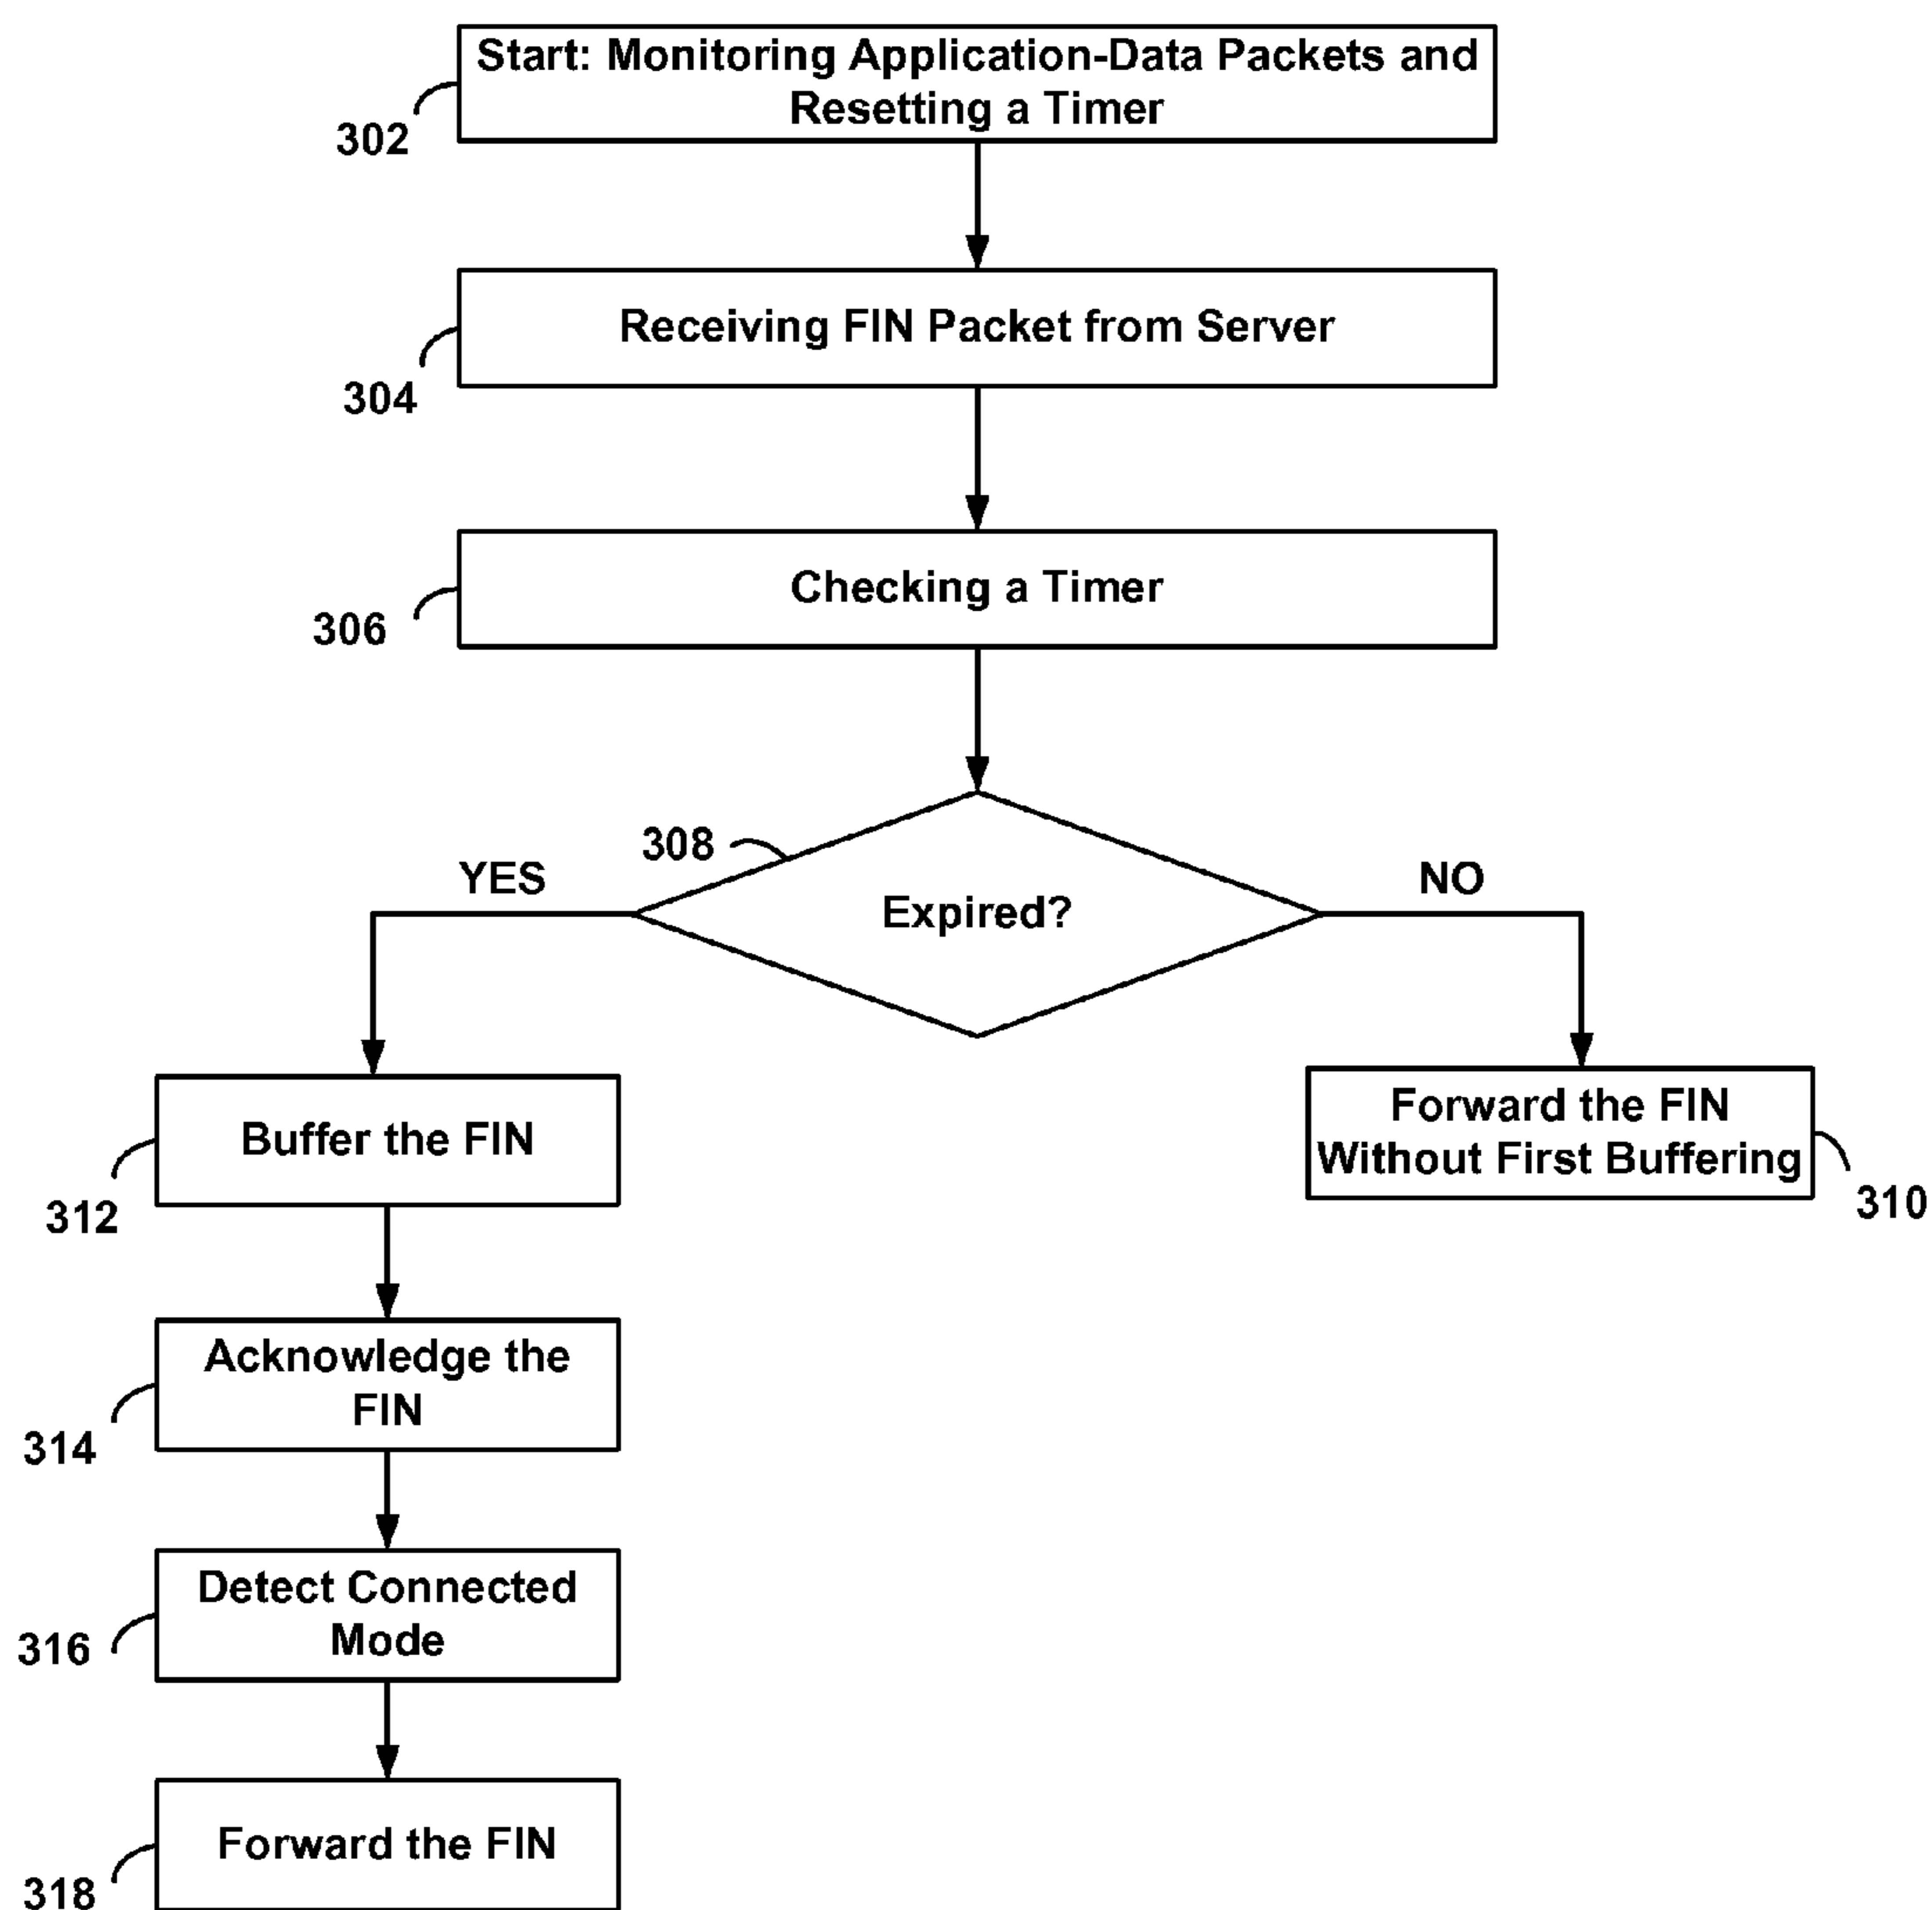 Start: Monitoring Application-Data Packets and
Resetting a Timer
302
Receiving FIN Packet from Server
304
Checking a Timer
306
308
YES
NO
Expired?
Buffer the FIN
312
Forward the FIN
Without First Buffering
310
Acknowledge the
FIN
314
Detect Connected
Mode
316
Forward the FIN
318